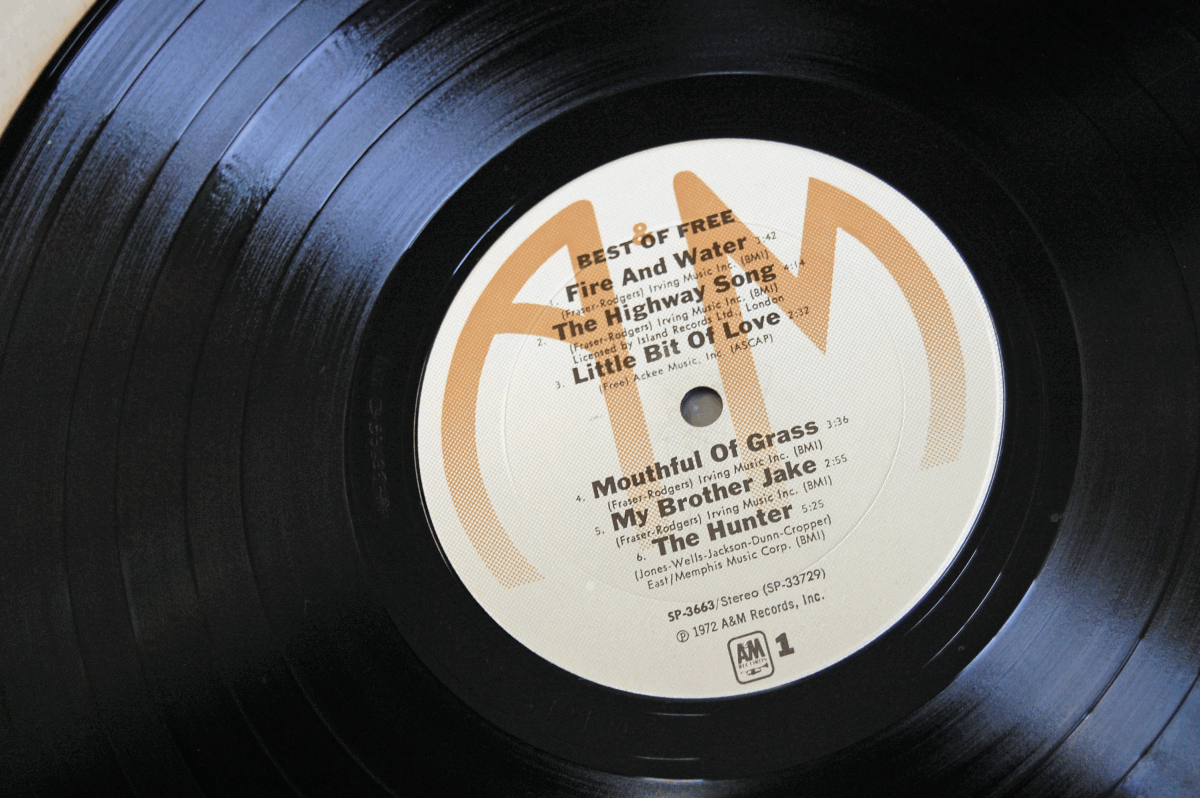 &
BEST OF FREE
1. Fire And Water 3:42
(Fraser-Rodgers) Irving Music Inc. (BMI)
2. The Highway Song 4:14
(Fraser-Rodgers) Irving Music Inc. (BMI)
Licensed by Island Records Ltd., London
3. Little Bit Of Love 2:32
(Free) Ackee Music, Inc. (ASCAP)
4. Mouthful Of Grass 3:36
(Fraser-Rodgers) Irving Music Inc. (BMI)
5. My Brother Jake 2:55
(Fraser-Rodgers) Irving Music Inc. (BMI)
6. The Hunter 5:25
(Jones-Wells-Jackson-Dunn-Cropper)
East/Memphis Music Corp. (BMI)
SP-3663/Stereo (SP-33729)
℗ 1972 A&M Records, Inc.
A&M RECORDS 1